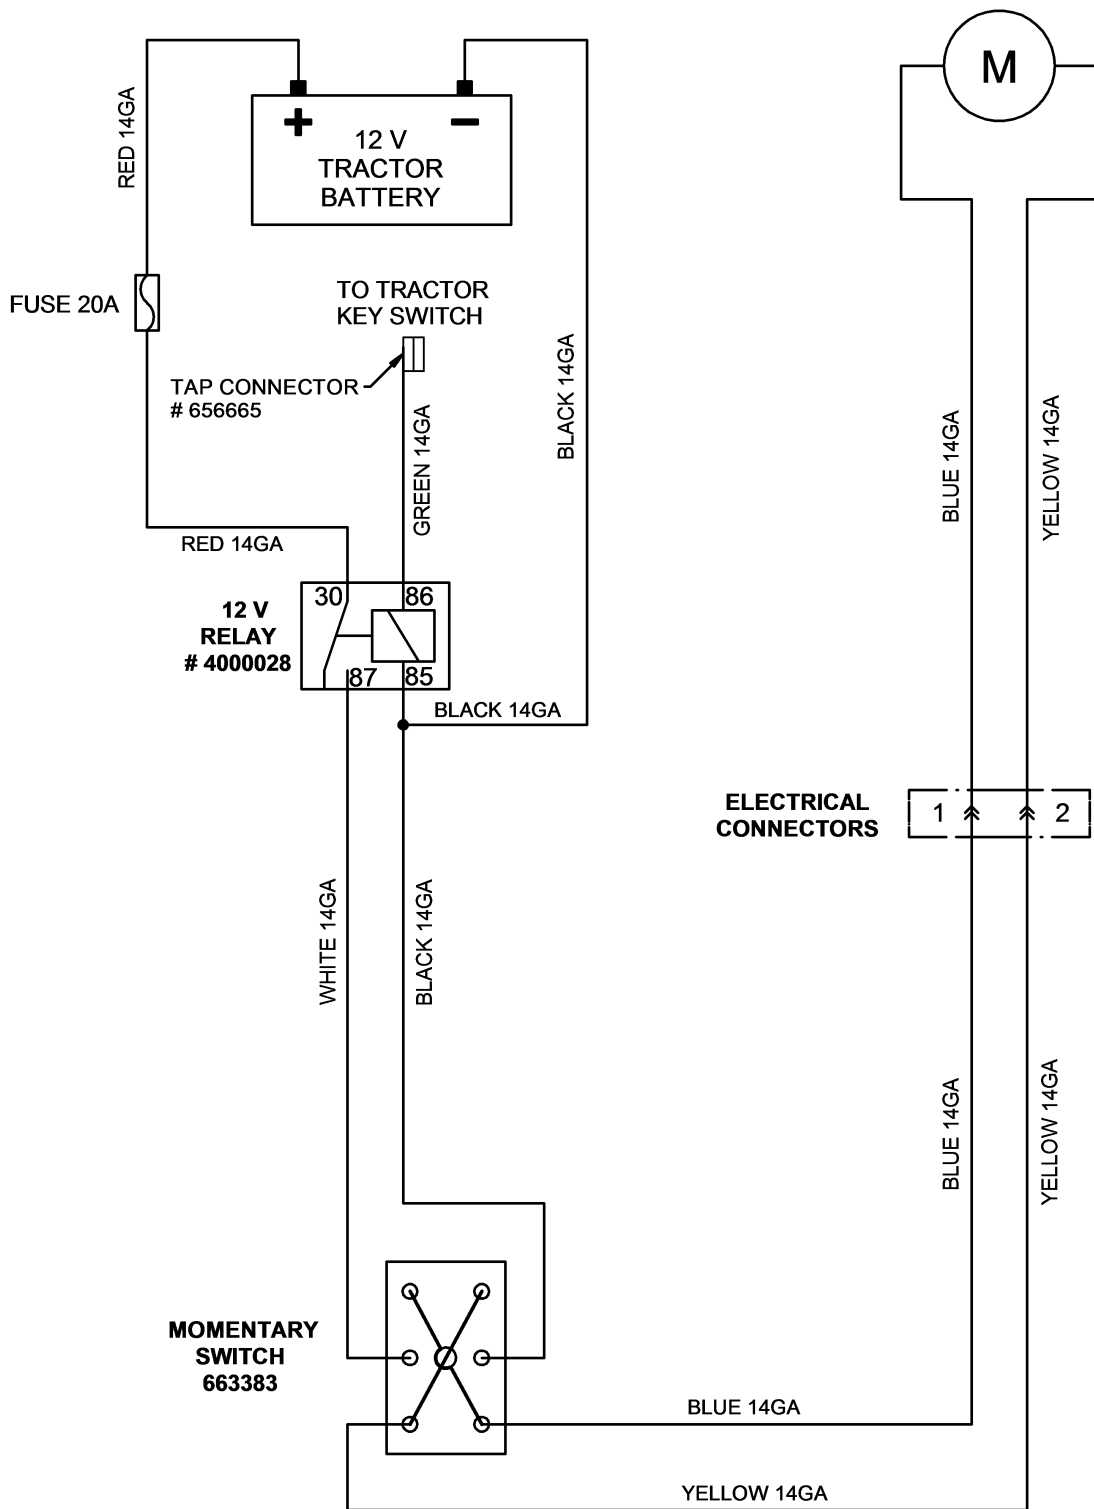 M
+
−
12 V
TRACTOR
BATTERY
RED 14GA
FUSE 20A
TO TRACTOR
KEY SWITCH
TAP CONNECTOR
# 656665
GREEN 14GA
BLACK 14GA
BLUE 14GA
YELLOW 14GA
RED 14GA
30
86
12 V
RELAY
# 4000028
87
85
BLACK 14GA
ELECTRICAL
CONNECTORS
1
2
WHITE 14GA
BLACK 14GA
BLUE 14GA
YELLOW 14GA
MOMENTARY
SWITCH
663383
BLUE 14GA
YELLOW 14GA